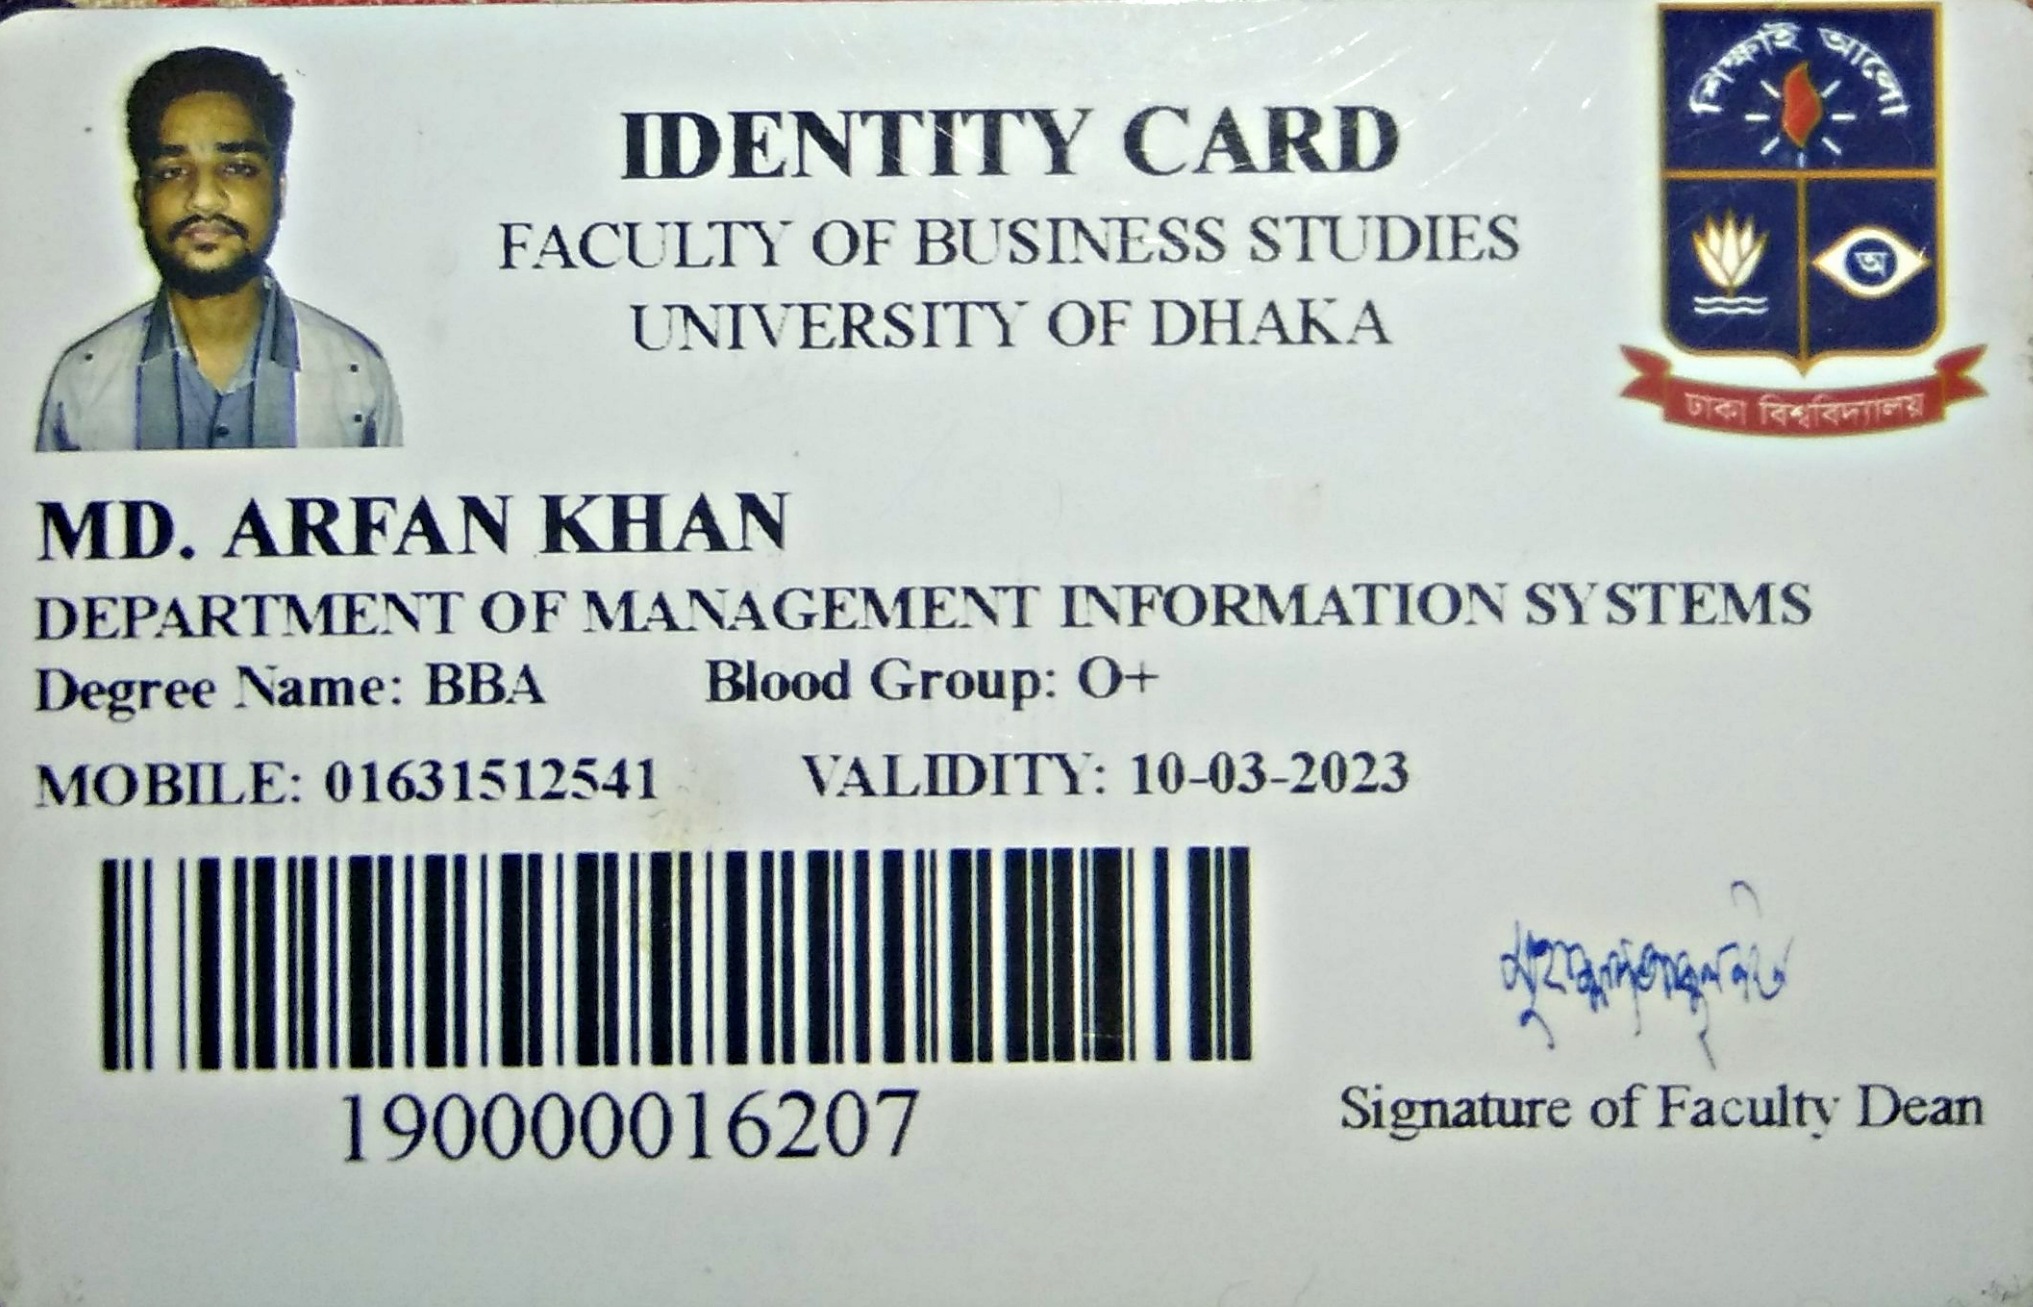 শিক্ষাই আলো
অ
ঢাকা বিশ্ববিদ্যালয়
IDENTITY CARD
FACULTY OF BUSINESS STUDIES
UNIVERSITY OF DHAKA
MD. ARFAN KHAN
DEPARTMENT OF MANAGEMENT INFORMATION SYSTEMS
Degree Name: BBA Blood Group: O+
MOBILE: 01631512541 VALIDITY: 10-03-2023
190000016207
Signature of Faculty Dean